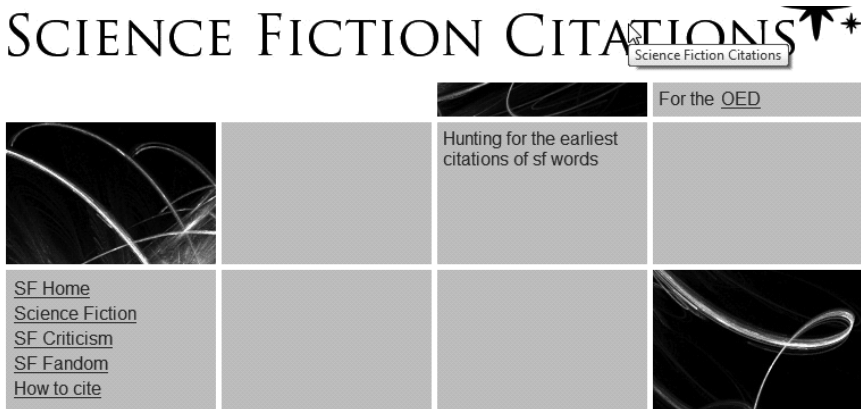 SCIENCE FICTION CITATIONS
Science Fiction Citations
For the OED
Hunting for the earliest
citations of sf words
SF Home
Science Fiction
SF Criticism
SF Fandom
How to cite